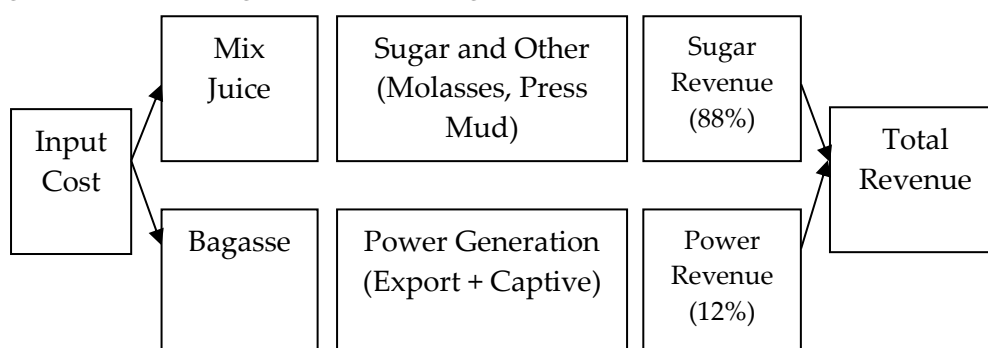 Input
Cost
Mix
Juice
Sugar and Other
(Molasses, Press
Mud)
Sugar
Revenue
(88%)
Bagasse
Power Generation
(Export + Captive)
Power
Revenue
(12%)
Total
Revenue